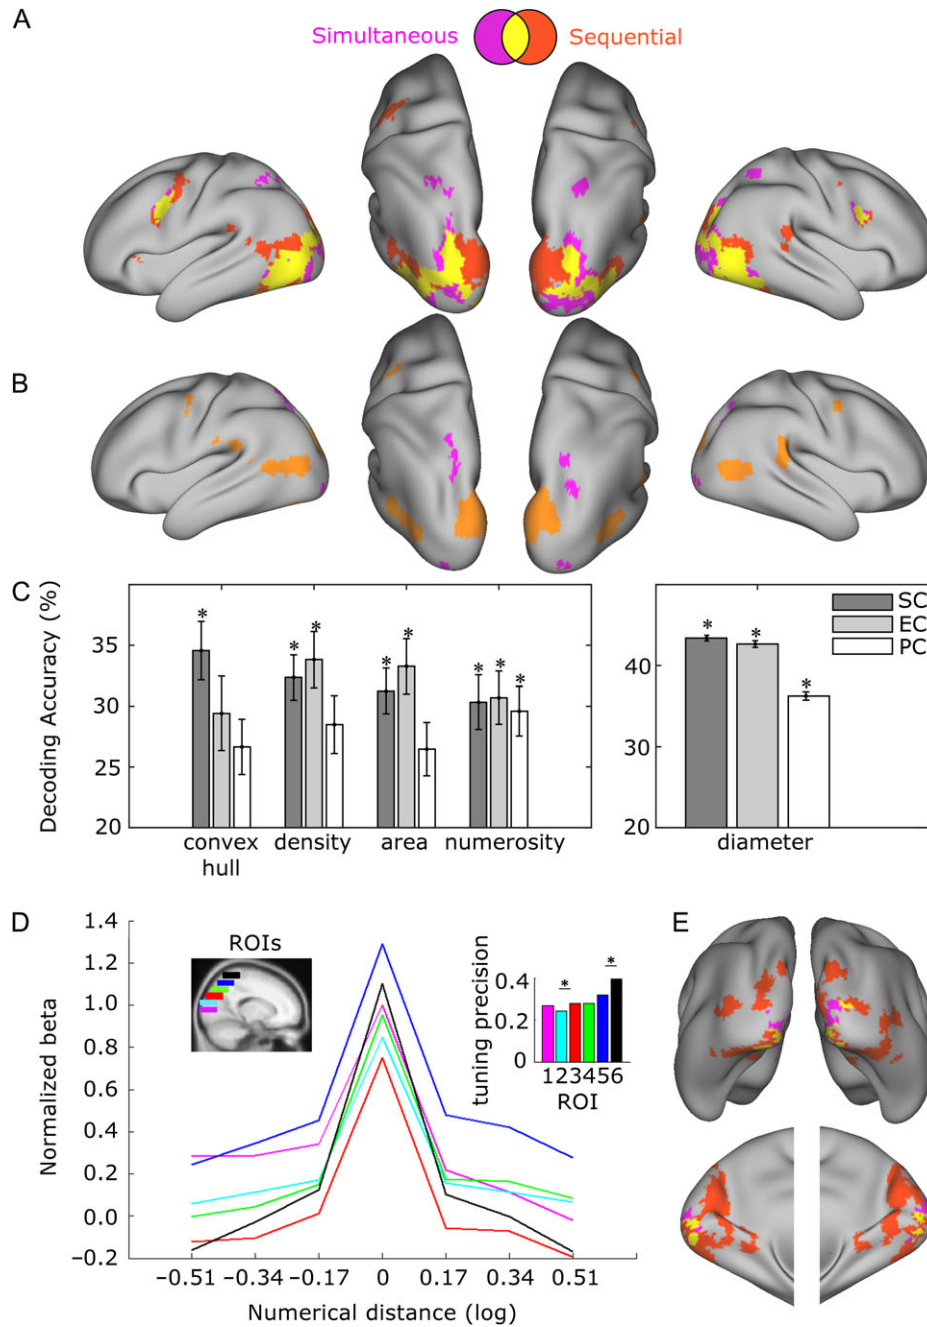 A
Simultaneous Sequential
B
C
Decoding Accuracy (%)
35
30
25
20
* * * * * * * *
convex hull
density
area
numerosity
40
30
20
* * *
diameter
SC
EC
PC
D
Normalized beta
1.4
1.2
1.0
0.8
0.6
0.4
0.2
0.0
−0.2
ROIs
tuning precision
0.4
0.2
0
* *
123456
ROI
−0.51 −0.34 −0.17 0 0.17 0.34 0.51
Numerical distance (log)
E